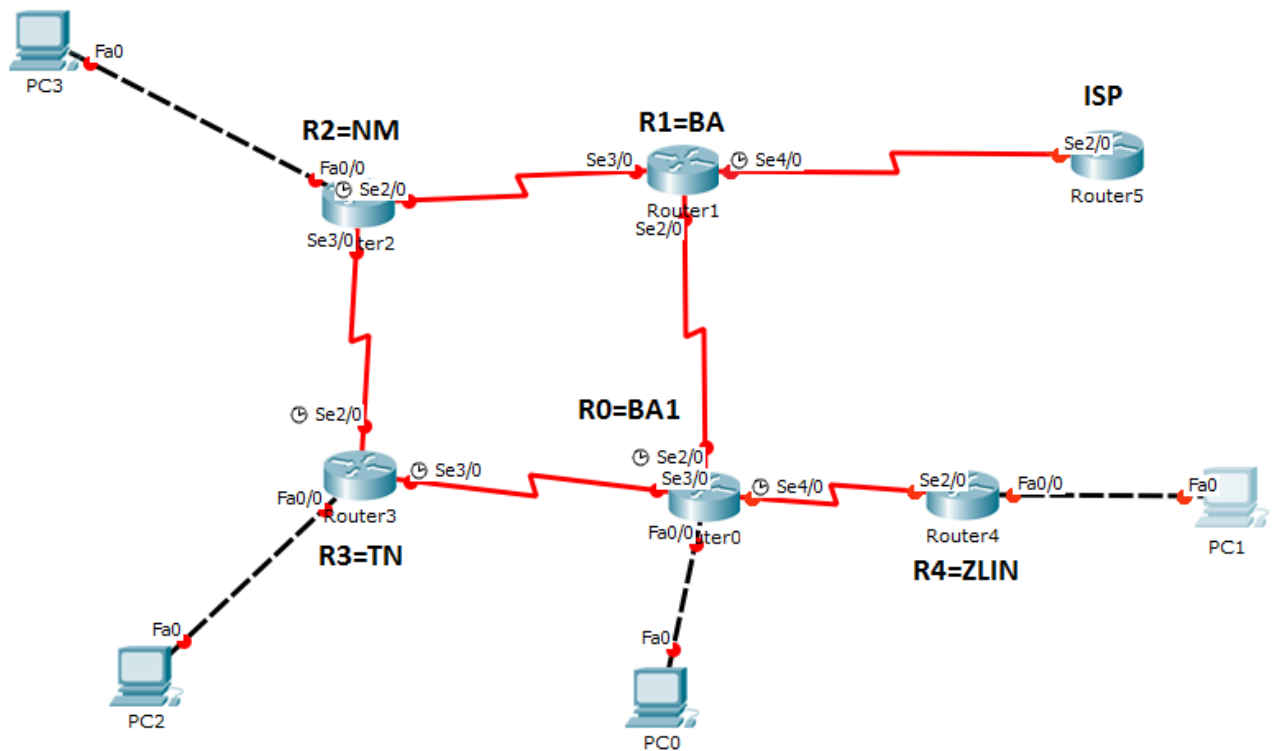 Fa0
PC3
R2=NM
R1=BA
ISP
Fa0/0
Se2/0
Se3/0
Se4/0
Se2/0
Router5
Router1
Se3/0
ter2
Se2/0
Se2/0
R0=BA1
Se2/0
Se3/0
Se3/0
Se4/0
Se2/0
Fa0/0
Fa0
Fa0/0
Router3
Fa0/0
uter0
Router4
PC1
R3=TN
R4=ZLIN
Fa0
Fa0
PC2
PC0